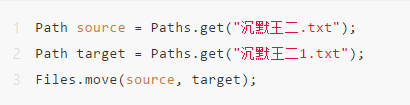 1 Path source = Paths.get("沉默王二.txt");
2 Path target = Paths.get("沉默王二1.txt");
3 Files.move(source, target);